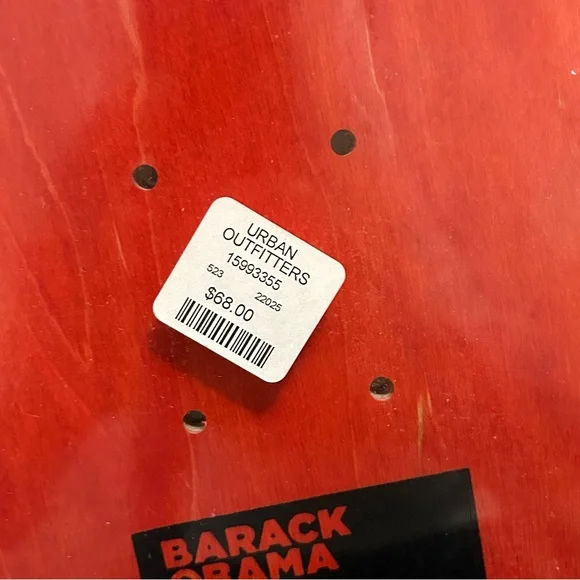 URBAN
OUTFITTERS
15993355
523 22025
$68.00
BARACK
OBAMA